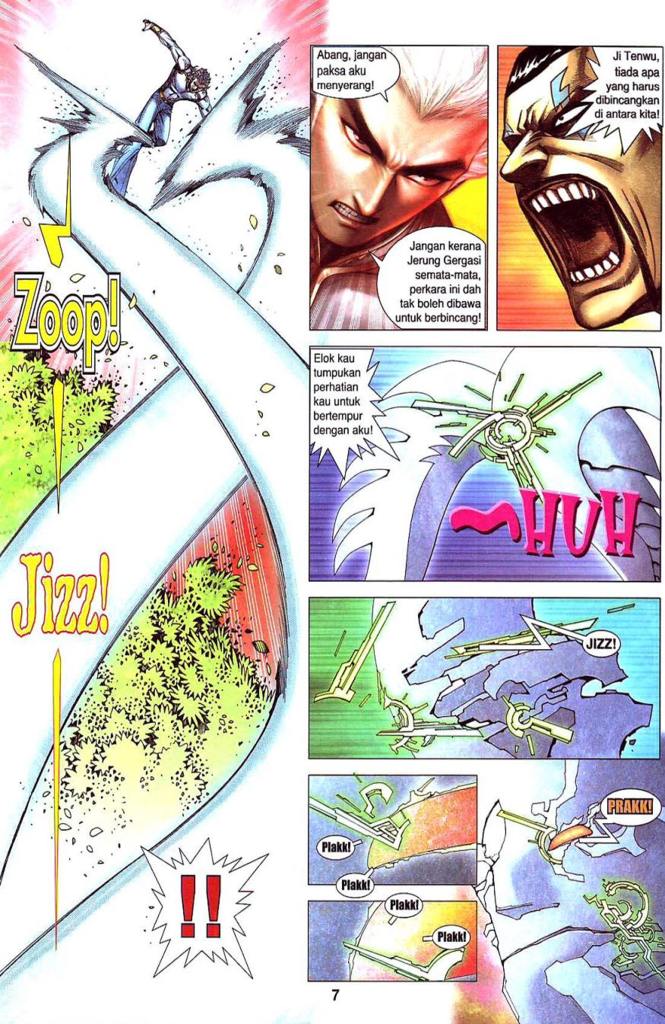 Zoop!
Jizz!
!!
Abang, jangan
paksa aku
menyerang!
Jangan kerana
Jerung Gergasi
semata-mata,
perkara ini dah
tak boleh dibawa
untuk berbincang!
Ji Tenwu,
tiada apa
yang harus
dibincangkan
di antara kita!
Elok kau
tumpukan
perhatian
kau untuk
bertempur
dengan aku!
~HUH
JIZZ!
Plakk!
Plakk!
PRAKK!
Plakk!
Plakk!
7